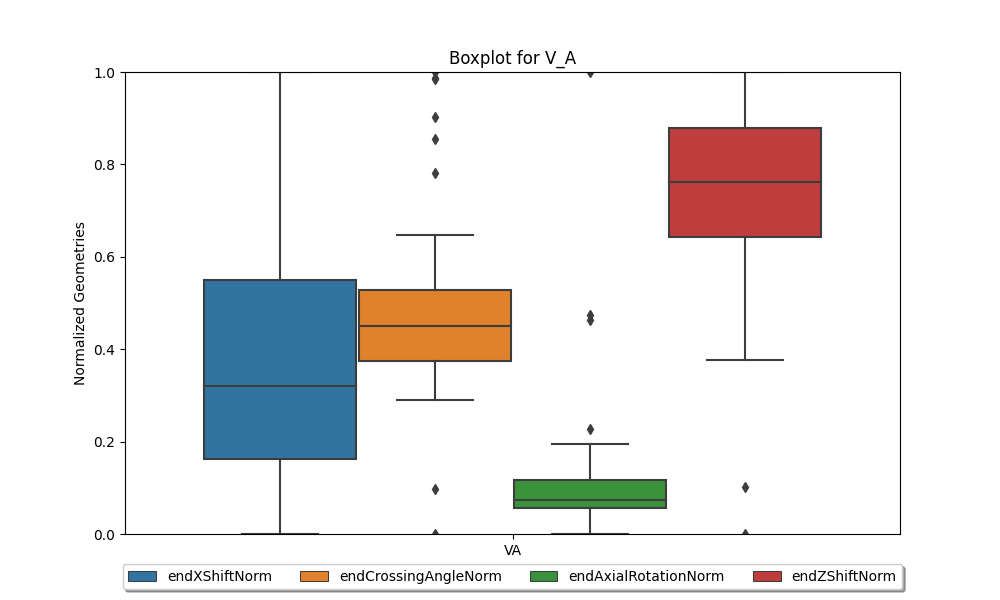 Boxplot for V_A
Normalized Geometries
1.0
0.8
0.6
0.4
0.2
0.0
VA
endXShiftNorm endCrossingAngleNorm endAxialRotationNorm endZShiftNorm